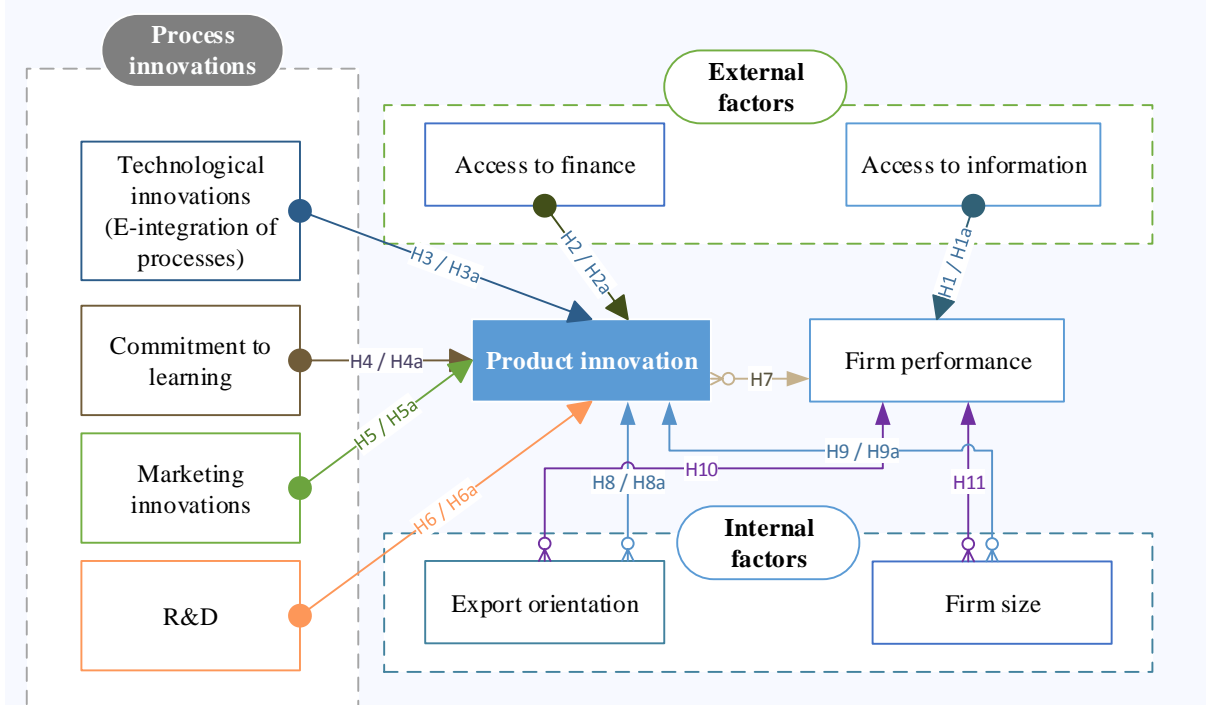 Process
innovations
Technological
innovations
(E-integration of
processes)
Commitment to
learning
Marketing
innovations
R&D
External
factors
Access to finance
Access to information
H3 / H3a
H2 / H2a
H1 / H1a
H4 / H4a
Product innovation
H7
Firm performance
H5 / H5a
H6 / H6a
H9 / H9a
H10
H8 / H8a
H11
Internal
factors
Export orientation
Firm size